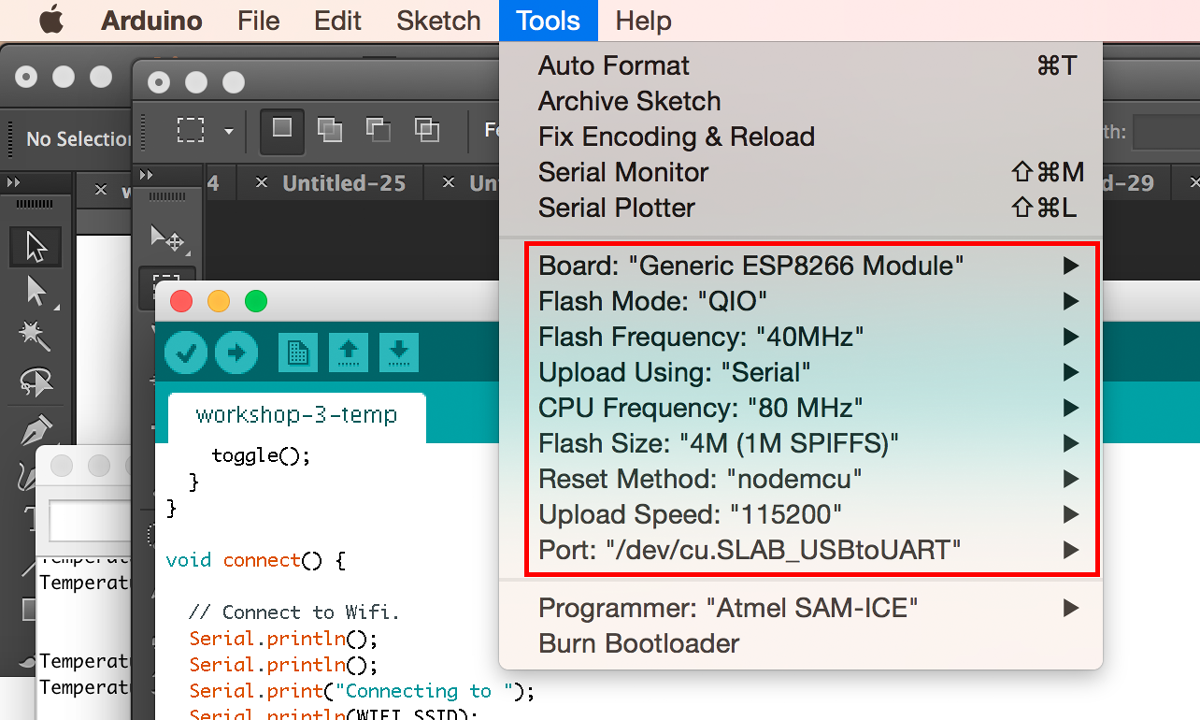 Arduino File Edit Sketch Tools Help
Auto Format ⌘T
Archive Sketch
Fix Encoding & Reload
Serial Monitor ⇧⌘M
Serial Plotter ⇧⌘L
Board: "Generic ESP8266 Module"
Flash Mode: "QIO"
Flash Frequency: "40MHz"
Upload Using: "Serial"
CPU Frequency: "80 MHz"
Flash Size: "4M (1M SPIFFS)"
Reset Method: "nodemcu"
Upload Speed: "115200"
Port: "/dev/cu.SLAB_USBtoUART"
Programmer: "Atmel SAM-ICE"
Burn Bootloader
No Selection
4 × Untitled-25 × Un
d-29 ×
workshop-3-temp
toggle();
}
}
void connect() {
// Connect to Wifi.
Serial.println();
Serial.println();
Serial.print("Connecting to ");
Serial.println(WIFI_SSID);
Temperatu
Temperatu
Temperatu
Temperatu